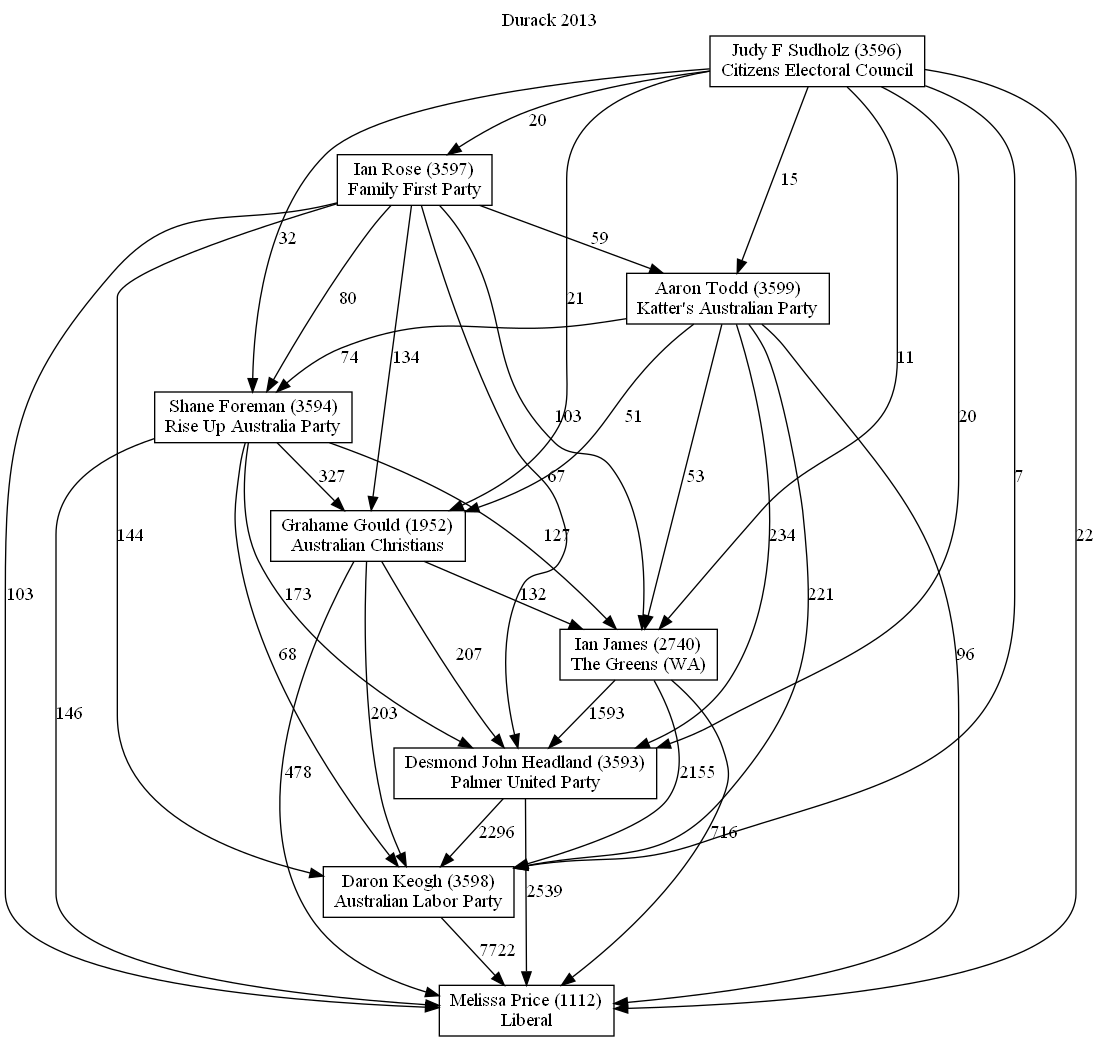 Durack 2013
Judy F Sudholz (3596)
Citizens Electoral Council
20
Ian Rose (3597)
Family First Party
15
32
59
Aaron Todd (3599)
Katter's Australian Party
80
21
134
74
11
Shane Foreman (3594)
Rise Up Australia Party
103
51
20
327
67
53
7
Grahame Gould (1952)
Australian Christians
144
127
234
22
103
173
132
221
Ian James (2740)
The Greens (WA)
68
207
96
146
203
1593
Desmond John Headland (3593)
Palmer United Party
478
2155
2296
716
Daron Keogh (3598)
Australian Labor Party
2539
7722
Melissa Price (1112)
Liberal